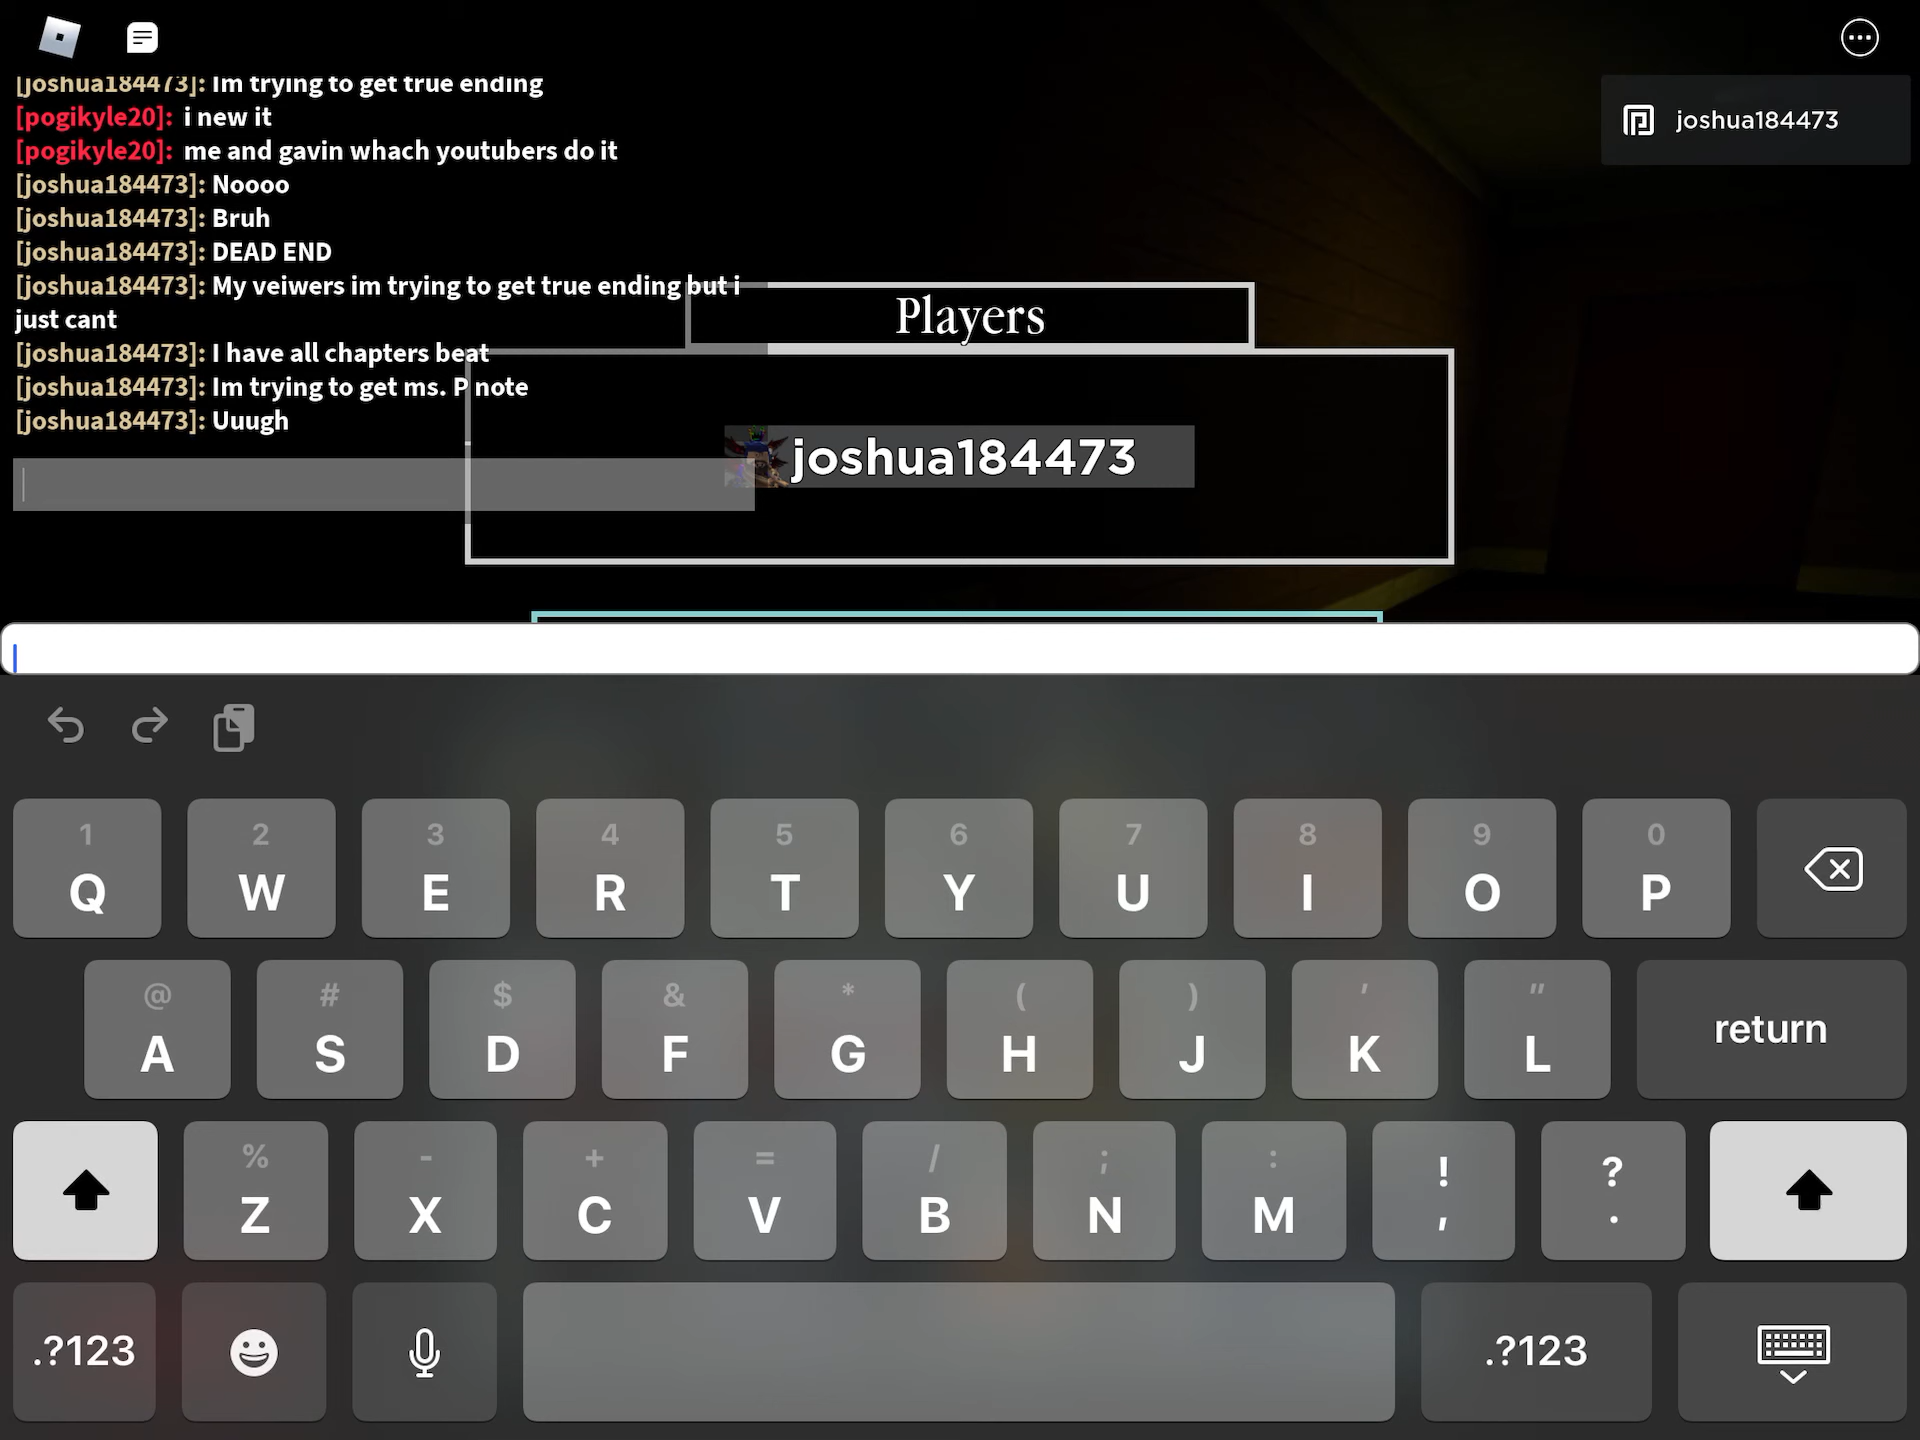 [joshua184473]: Im trying to get true ending
[pogikyle20]: i new it
[pogikyle20]: me and gavin whach youtubers do it
[joshua184473]: Noooo
[joshua184473]: Bruh
[joshua184473]: DEAD END
[joshua184473]: My veiwers im trying to get true ending but i
just cant
[joshua184473]: I have all chapters beat
[joshua184473]: Im trying to get ms. P note
[joshua184473]: Uuugh
joshua184473
Players
joshua184473
1 2 3 4 5 6 7 8 9 0
Q W E R T Y U I O P
@ # $ & * ( ) ' "
A S D F G H J K L return
% - + = / ; : ! ?
Z X C V B N M , .
.?123 .?123